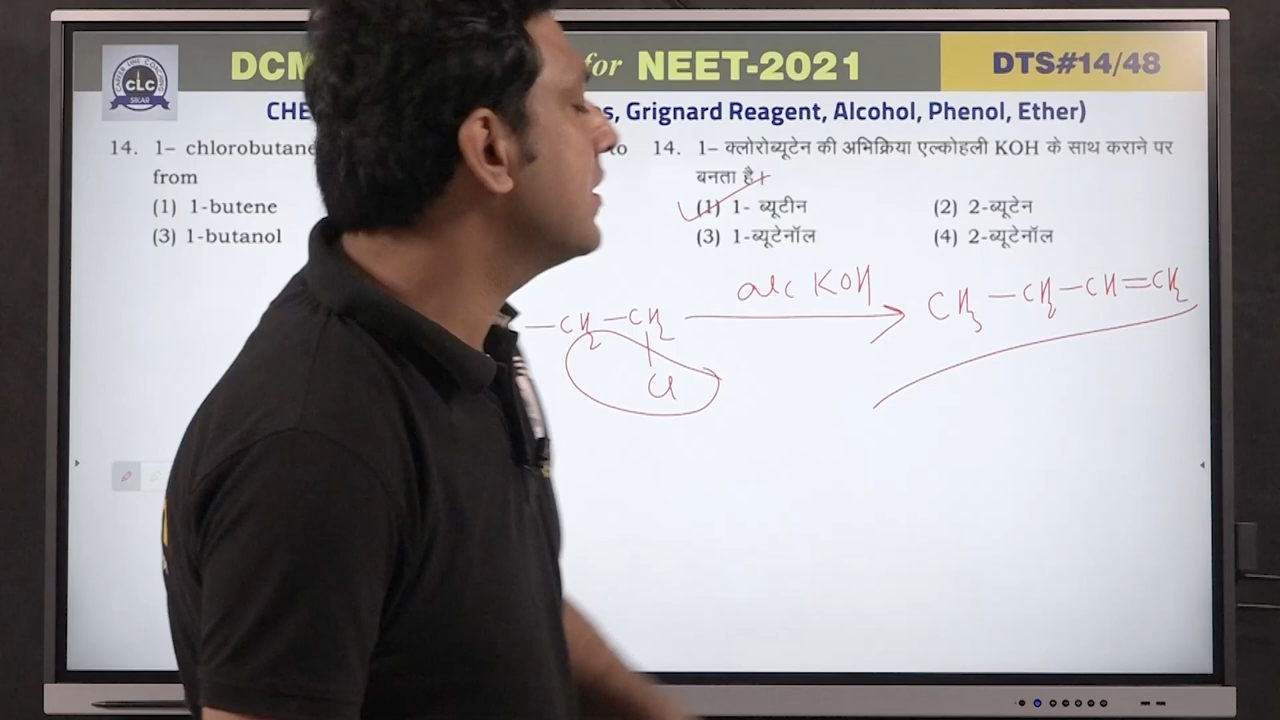 CAREER LINE COACHING
CLC
SIKAR
DCM for NEET-2021
DTS#14/48
CHE s, Grignard Reagent, Alcohol, Phenol, Ether)
14. 1– chlorobutane to
from
(1) 1-butene
(3) 1-butanol
14. 1– क्लोरोब्यूटेन की अभिक्रिया एल्कोहली KOH के साथ कराने पर
बनता है।
(1) 1- ब्यूटीन (2) 2-ब्यूटेन
(3) 1-ब्यूटेनॉल (4) 2-ब्यूटेनॉल
—CH2—CH2 alc KOH CH3—CH2—CH=CH2
Cl